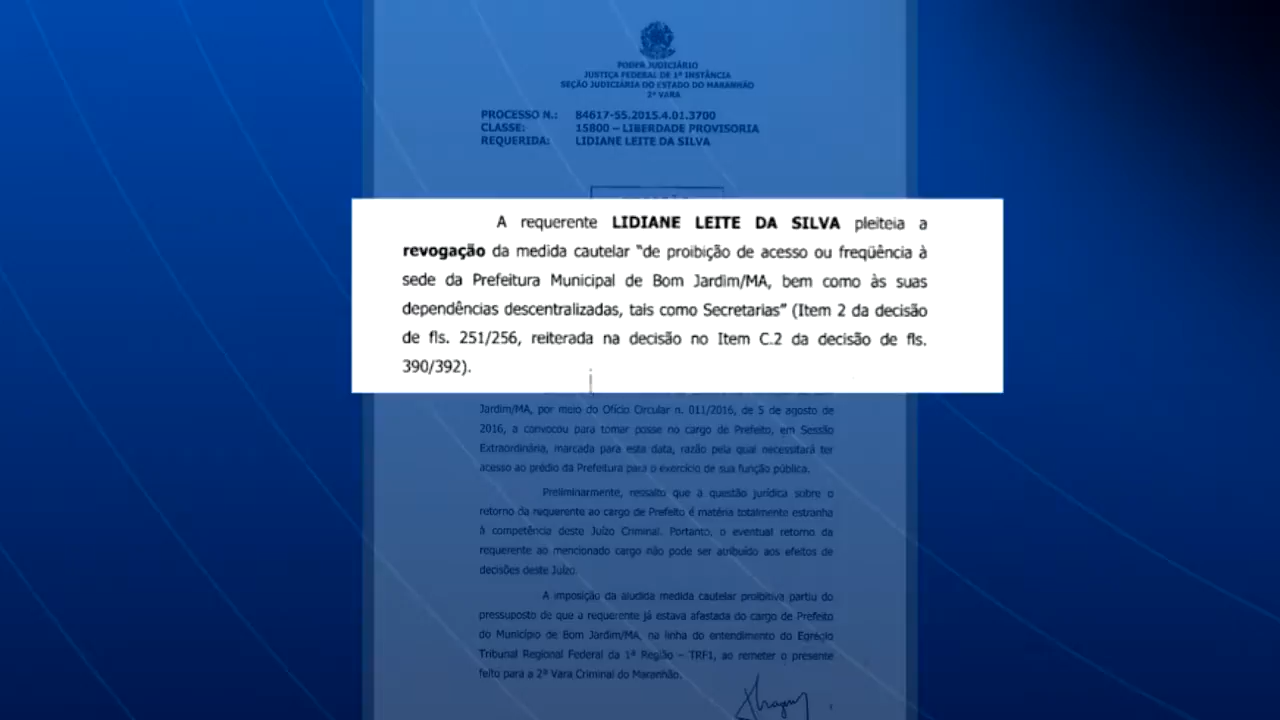 PODER JUDICIÁRIO
JUSTIÇA FEDERAL DE 1ª INSTÂNCIA
SEÇÃO JUDICIÁRIA DO ESTADO DO MARANHÃO
2ª VARA
PROCESSO N.: 84617-55.2015.4.01.3700
CLASSE: 15800 – LIBERDADE PROVISORIA
REQUERIDA: LIDIANE LEITE DA SILVA
A requerente LIDIANE LEITE DA SILVA pleiteia a
revogação da medida cautelar "de proibição de acesso ou freqüência à
sede da Prefeitura Municipal de Bom Jardim/MA, bem como às suas
dependências descentralizadas, tais como Secretarias" (Item 2 da decisão
de fls. 251/256, reiterada na decisão no Item C.2 da decisão de fls.
390/392).
Jardim/MA, por meio do Ofício Circular n. 011/2016, de 5 de agosto de
2016, a convocou para tomar posse no cargo de Prefeito, em Sessão
Extraordinária, marcada para esta data, razão pela qual necessitará ter
acesso ao prédio da Prefeitura para o exercício de sua função pública.
Preliminarmente, ressalto que a questão jurídica sobre o
retorno da requerente ao cargo de Prefeito é matéria totalmente estranha
à competência deste Juízo Criminal. Portanto, o eventual retorno da
requerente ao mencionado cargo não pode ser atribuído aos efeitos de
decisões deste Juízo.
A imposição da aludida medida cautelar proibitiva partiu do
pressuposto de que a requerente já estava afastada do cargo de Prefeito
do Município de Bom Jardim/MA, na linha do entendimento do Egrécio
Tribunal Regional Federal da 1ª Região – TRF1, ao remeter o presente
feito para a 2ª Vara Criminal do Maranhão.